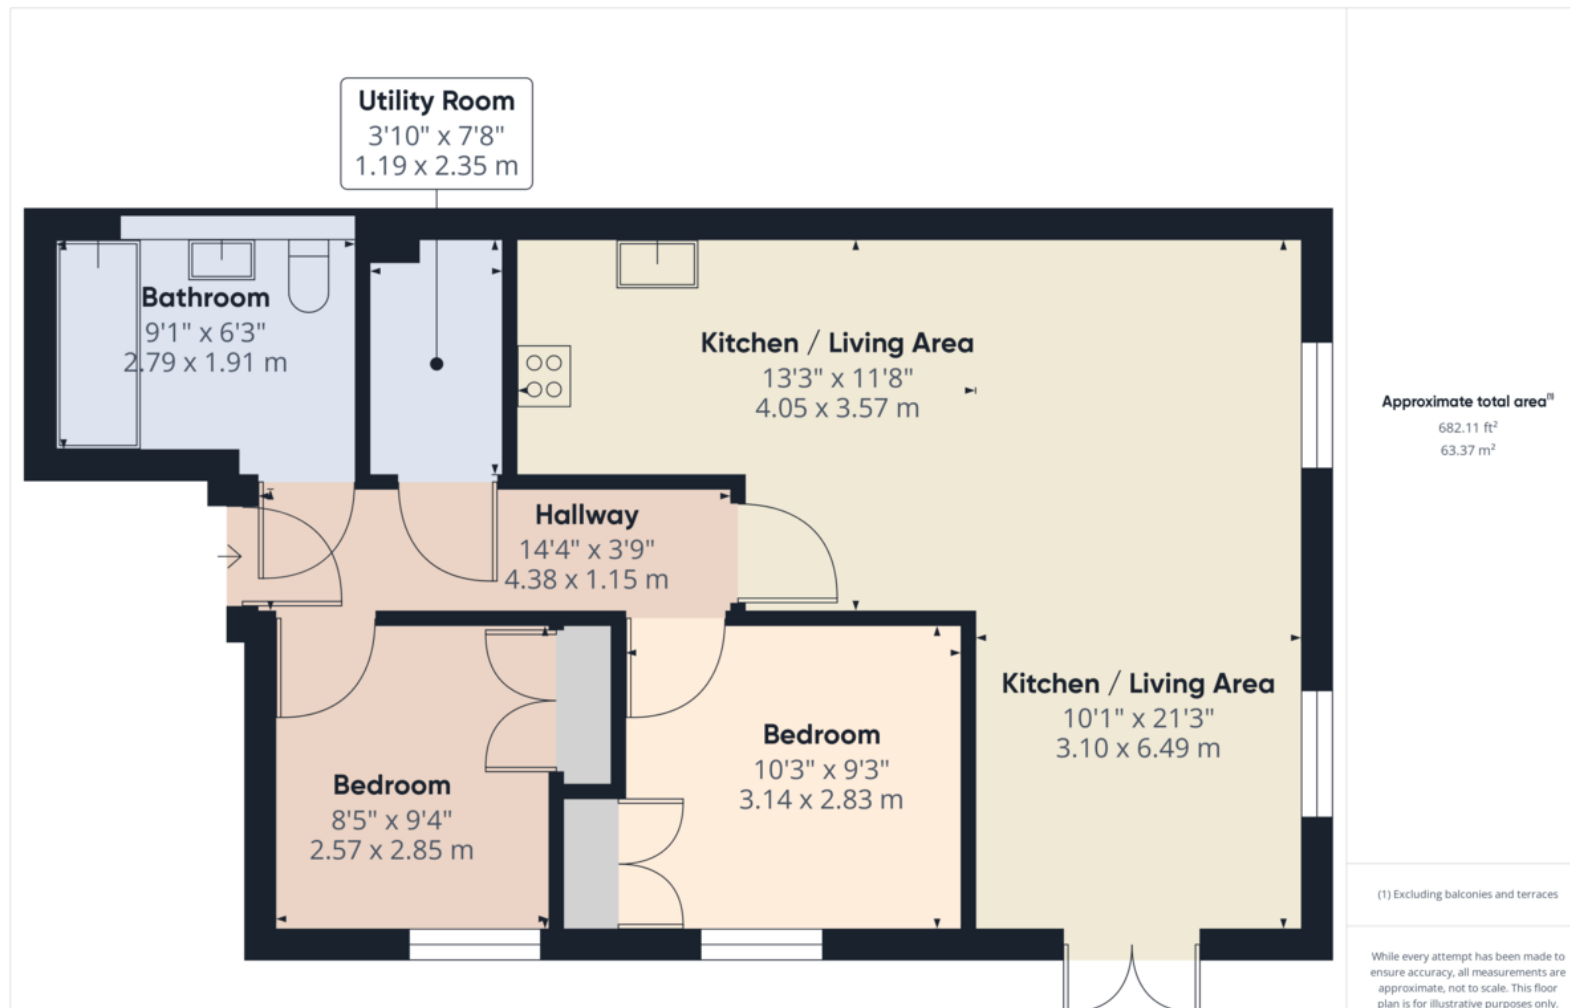 Utility Room
3'10" x 7'8"
1.19 x 2.35 m
Bathroom
9'1" x 6'3"
2.79 x 1.91 m
Kitchen / Living Area
13'3" x 11'8"
4.05 x 3.57 m
Hallway
14'4" x 3'9"
4.38 x 1.15 m
Kitchen / Living Area
10'1" x 21'3"
3.10 x 6.49 m
Bedroom
10'3" x 9'3"
3.14 x 2.83 m
Bedroom
8'5" x 9'4"
2.57 x 2.85 m
Approximate total area⁽¹⁾
682.11 ft²
63.37 m²
(1) Excluding balconies and terraces
While every attempt has been made to
ensure accuracy, all measurements are
approximate, not to scale. This floor
plan is for illustrative purposes only.